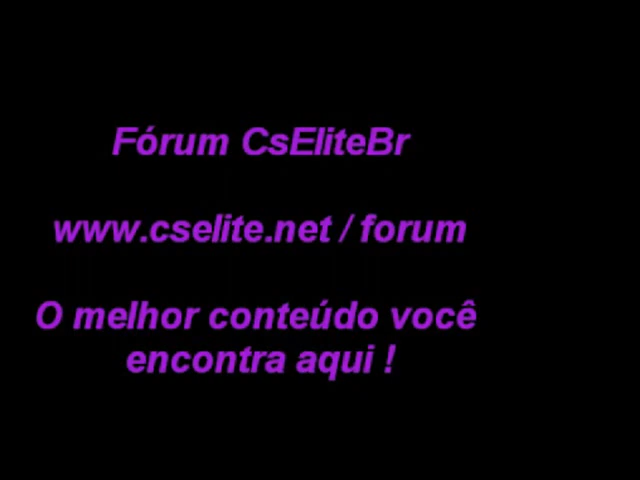 Fórum CsEliteBr
www.cselite.net / forum
O melhor conteúdo você
encontra aqui !